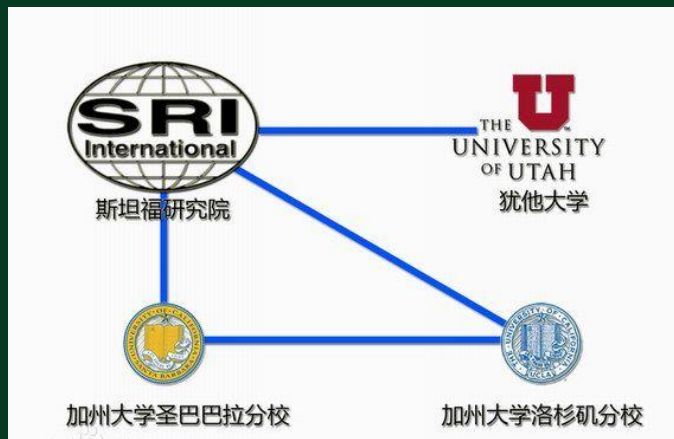 SRI
International
斯坦福研究院
U
THE
UNIVERSITY
OF UTAH
犹他大学
加州大学圣巴巴拉分校
加州大学洛杉矶分校